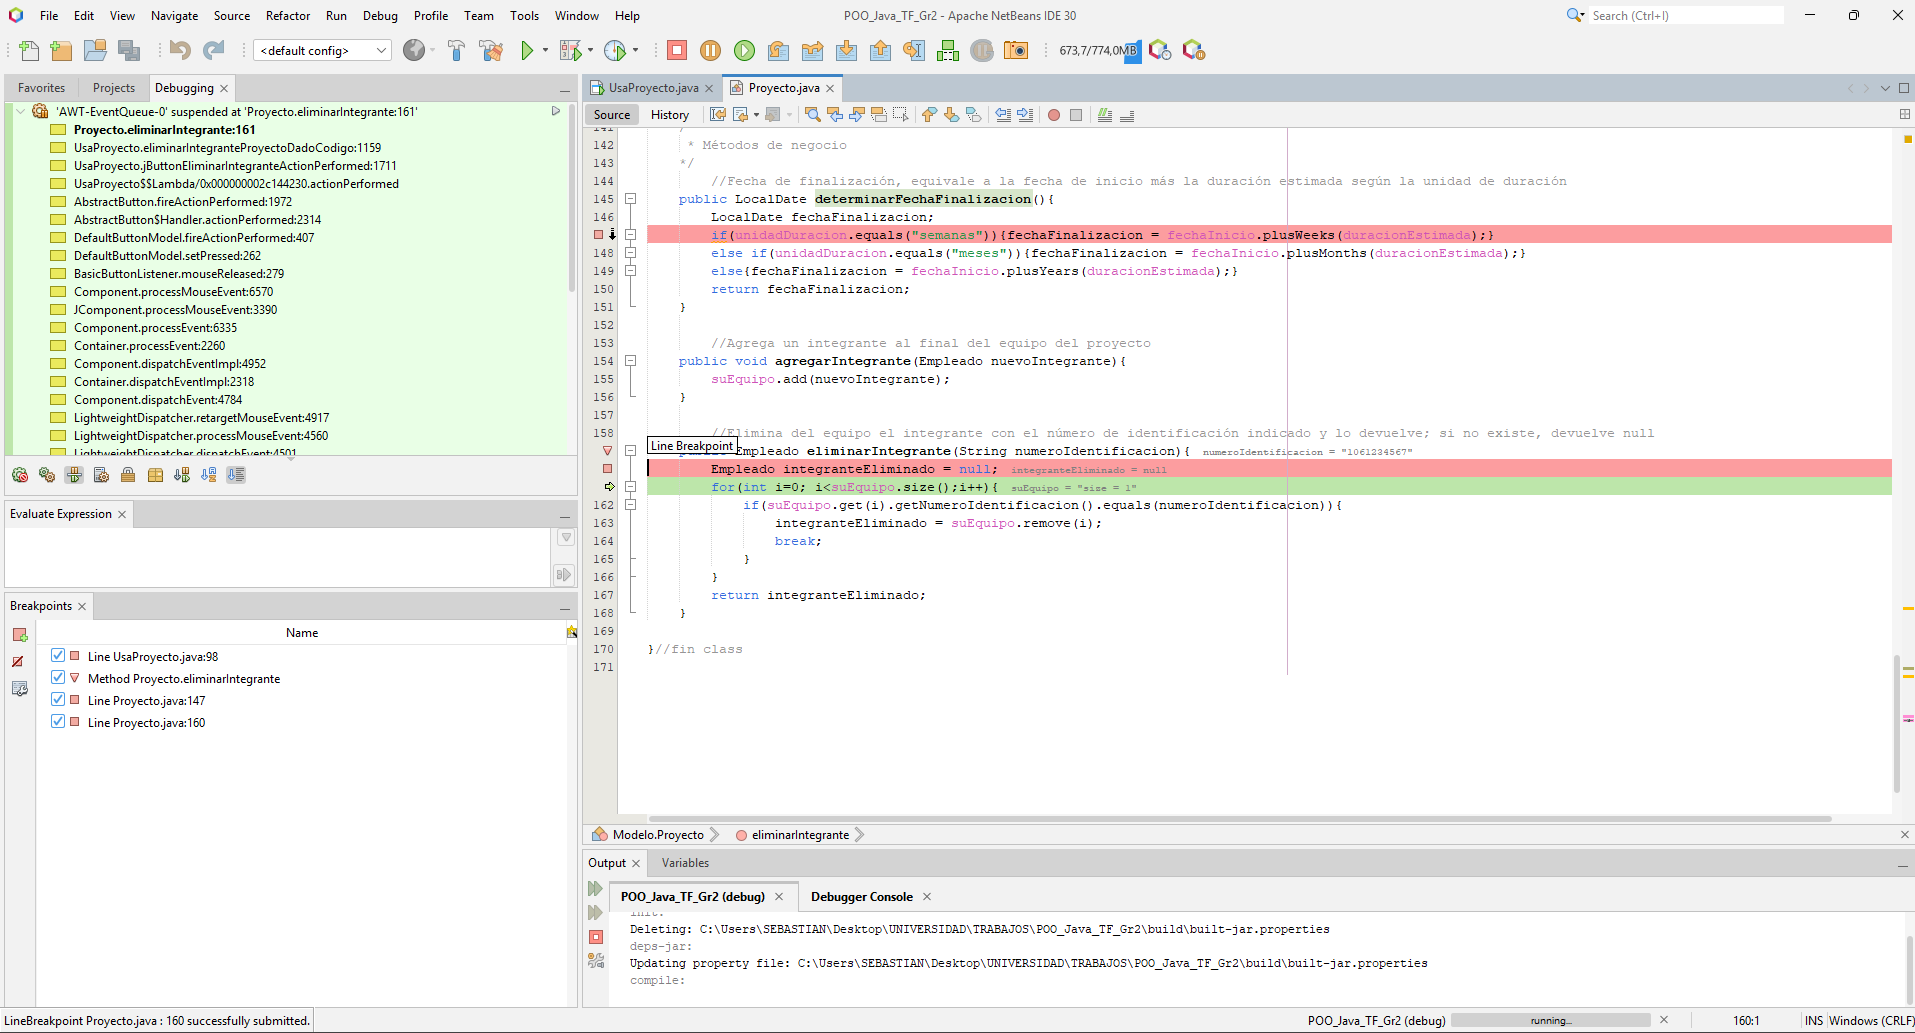 File Edit View Navigate Source Refactor Run Debug Profile Team Tools Window Help
POO_Java_TF_Gr2 - Apache NetBeans IDE 30
Search (Ctrl+I)
<default config>
673,7/774,0MB
Favorites Projects Debugging
'AWT-EventQueue-0' suspended at 'Proyecto.eliminarIntegrante:161'
Proyecto.eliminarIntegrante:161
UsaProyecto.eliminarIntegranteProyectoDadoCodigo:1159
UsaProyecto.jButtonEliminarIntegranteActionPerformed:1711
UsaProyecto$$Lambda/0x000000002c144230.actionPerformed
AbstractButton.fireActionPerformed:1972
AbstractButton$Handler.actionPerformed:2314
DefaultButtonModel.fireActionPerformed:407
DefaultButtonModel.setPressed:262
BasicButtonListener.mouseReleased:279
Component.processMouseEvent:6570
JComponent.processMouseEvent:3390
Component.processEvent:6335
Container.processEvent:2260
Component.dispatchEventImpl:4952
Container.dispatchEventImpl:2318
Component.dispatchEvent:4784
LightweightDispatcher.retargetMouseEvent:4917
LightweightDispatcher.processMouseEvent:4560
LightweightDispatcher.dispatchEvent:4501
Evaluate Expression
Breakpoints
Name
Line UsaProyecto.java:98
Method Proyecto.eliminarIntegrante
Line Proyecto.java:147
Line Proyecto.java:160
UsaProyecto.java Proyecto.java
Source History
141
142 * Métodos de negocio
143 */
144 //Fecha de finalización, equivale a la fecha de inicio más la duración estimada según la unidad de duración
145 public LocalDate determinarFechaFinalizacion(){
146 LocalDate fechaFinalizacion;
if(unidadDuracion.equals("semanas")){fechaFinalizacion = fechaInicio.plusWeeks(duracionEstimada);}
148 else if(unidadDuracion.equals("meses")){fechaFinalizacion = fechaInicio.plusMonths(duracionEstimada);}
149 else{fechaFinalizacion = fechaInicio.plusYears(duracionEstimada);}
150 return fechaFinalizacion;
151 }
152
153 //Agrega un integrante al final del equipo del proyecto
154 public void agregarIntegrante(Empleado nuevoIntegrante){
155 suEquipo.add(nuevoIntegrante);
156 }
157
158 //Elimina del equipo el integrante con el número de identificación indicado y lo devuelve; si no existe, devuelve null
Line Breakpoint
Empleado eliminarIntegrante(String numeroIdentificacion){ numeroIdentificacion = "1061234567"
Empleado integranteEliminado = null; integranteEliminado = null
for(int i=0; i<suEquipo.size();i++){ suEquipo = "size = 1"
162 if(suEquipo.get(i).getNumeroIdentificacion().equals(numeroIdentificacion)){
163 integranteEliminado = suEquipo.remove(i);
164 break;
165 }
166 }
167 return integranteEliminado;
168 }
169
170 }//fin class
171
Modelo.Proyecto eliminarIntegrante
Output Variables
POO_Java_TF_Gr2 (debug) Debugger Console
init:
Deleting: C:\Users\SEBASTIAN\Desktop\UNIVERSIDAD\TRABAJOS\POO_Java_TF_Gr2\build\built-jar.properties
deps-jar:
Updating property file: C:\Users\SEBASTIAN\Desktop\UNIVERSIDAD\TRABAJOS\POO_Java_TF_Gr2\build\built-jar.properties
compile:
LineBreakpoint Proyecto.java : 160 successfully submitted.
POO_Java_TF_Gr2 (debug) running... 160:1 INS Windows (CRLF)